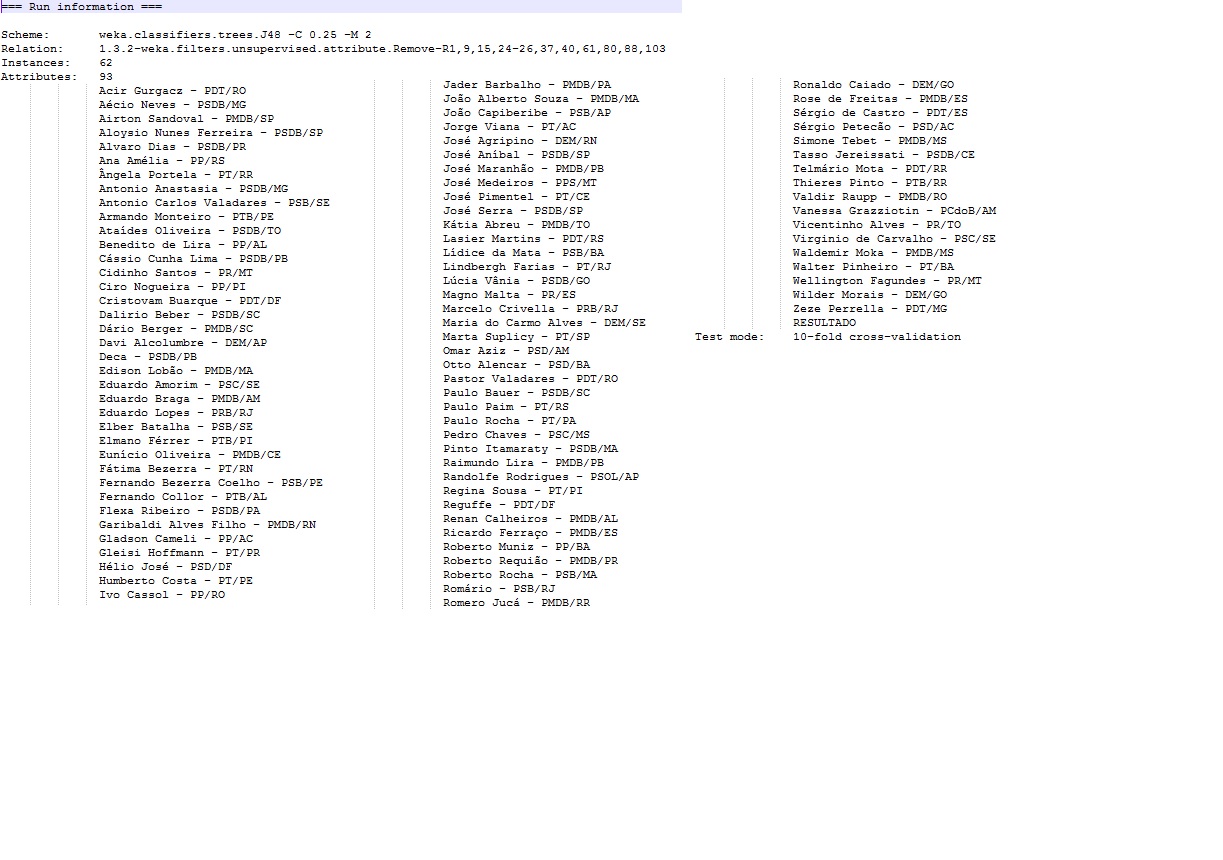 === Run information ===
Scheme: weka.classifiers.trees.J48 -C 0.25 -M 2
Relation: 1.3.2-weka.filters.unsupervised.attribute.Remove-R1,9,15,24-26,37,40,61,80,88,103
Instances: 62
Attributes: 93
Acir Gurgacz - PDT/RO
Aécio Neves - PSDB/MG
Airton Sandoval - PMDB/SP
Aloysio Nunes Ferreira - PSDB/SP
Alvaro Dias - PSDB/PR
Ana Amélia - PP/RS
Ângela Portela - PT/RR
Antonio Anastasia - PSDB/MG
Antonio Carlos Valadares - PSB/SE
Armando Monteiro - PTB/PE
Ataídes Oliveira - PSDB/TO
Benedito de Lira - PP/AL
Cássio Cunha Lima - PSDB/PB
Cidinho Santos - PR/MT
Ciro Nogueira - PP/PI
Cristovam Buarque - PDT/DF
Dalirio Beber - PSDB/SC
Dário Berger - PMDB/SC
Davi Alcolumbre - DEM/AP
Deca - PSDB/PB
Edison Lobão - PMDB/MA
Eduardo Amorim - PSC/SE
Eduardo Braga - PMDB/AM
Eduardo Lopes - PRB/RJ
Elber Batalha - PSB/SE
Elmano Férrer - PTB/PI
Eunício Oliveira - PMDB/CE
Fátima Bezerra - PT/RN
Fernando Bezerra Coelho - PSB/PE
Fernando Collor - PTB/AL
Flexa Ribeiro - PSDB/PA
Garibaldi Alves Filho - PMDB/RN
Gladson Cameli - PP/AC
Gleisi Hoffmann - PT/PR
Hélio José - PSD/DF
Humberto Costa - PT/PE
Ivo Cassol - PP/RO
Jader Barbalho - PMDB/PA
João Alberto Souza - PMDB/MA
João Capiberibe - PSB/AP
Jorge Viana - PT/AC
José Agripino - DEM/RN
José Aníbal - PSDB/SP
José Maranhão - PMDB/PB
José Medeiros - PPS/MT
José Pimentel - PT/CE
José Serra - PSDB/SP
Kátia Abreu - PMDB/TO
Lasier Martins - PDT/RS
Lídice da Mata - PSB/BA
Lindbergh Farias - PT/RJ
Lúcia Vânia - PSDB/GO
Magno Malta - PR/ES
Marcelo Crivella - PRB/RJ
Maria do Carmo Alves - DEM/SE
Marta Suplicy - PT/SP
Omar Aziz - PSD/AM
Otto Alencar - PSD/BA
Pastor Valadares - PDT/RO
Paulo Bauer - PSDB/SC
Paulo Paim - PT/RS
Paulo Rocha - PT/PA
Pedro Chaves - PSC/MS
Pinto Itamaraty - PSDB/MA
Raimundo Lira - PMDB/PB
Randolfe Rodrigues - PSOL/AP
Regina Sousa - PT/PI
Reguffe - PDT/DF
Renan Calheiros - PMDB/AL
Ricardo Ferraço - PMDB/ES
Roberto Muniz - PP/BA
Roberto Requião - PMDB/PR
Roberto Rocha - PSB/MA
Romário - PSB/RJ
Romero Jucá - PMDB/RR
Ronaldo Caiado - DEM/GO
Rose de Freitas - PMDB/ES
Sérgio de Castro - PDT/ES
Sérgio Petecão - PSD/AC
Simone Tebet - PMDB/MS
Tasso Jereissati - PSDB/CE
Telmário Mota - PDT/RR
Thieres Pinto - PTB/RR
Valdir Raupp - PMDB/RO
Vanessa Grazziotin - PCdoB/AM
Vicentinho Alves - PR/TO
Virginio de Carvalho - PSC/SE
Waldemir Moka - PMDB/MS
Walter Pinheiro - PT/BA
Wellington Fagundes - PR/MT
Wilder Morais - DEM/GO
Zeze Perrella - PDT/MG
RESULTADO
Test mode: 10-fold cross-validation